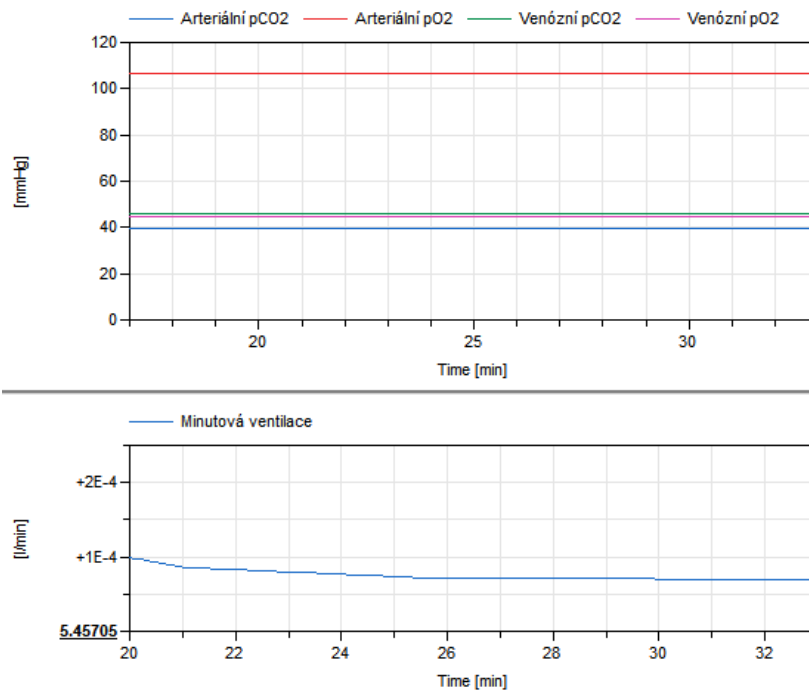 Arteriální pCO2 Arteriální pO2 Venózní pCO2 Venózní pO2
120
100
80
60
40
20
0
[mmHg]
20 25 30
Time [min]
Minutová ventilace
+2E-4
+1E-4
5.45705
[l/min]
20 22 24 26 28 30 32
Time [min]